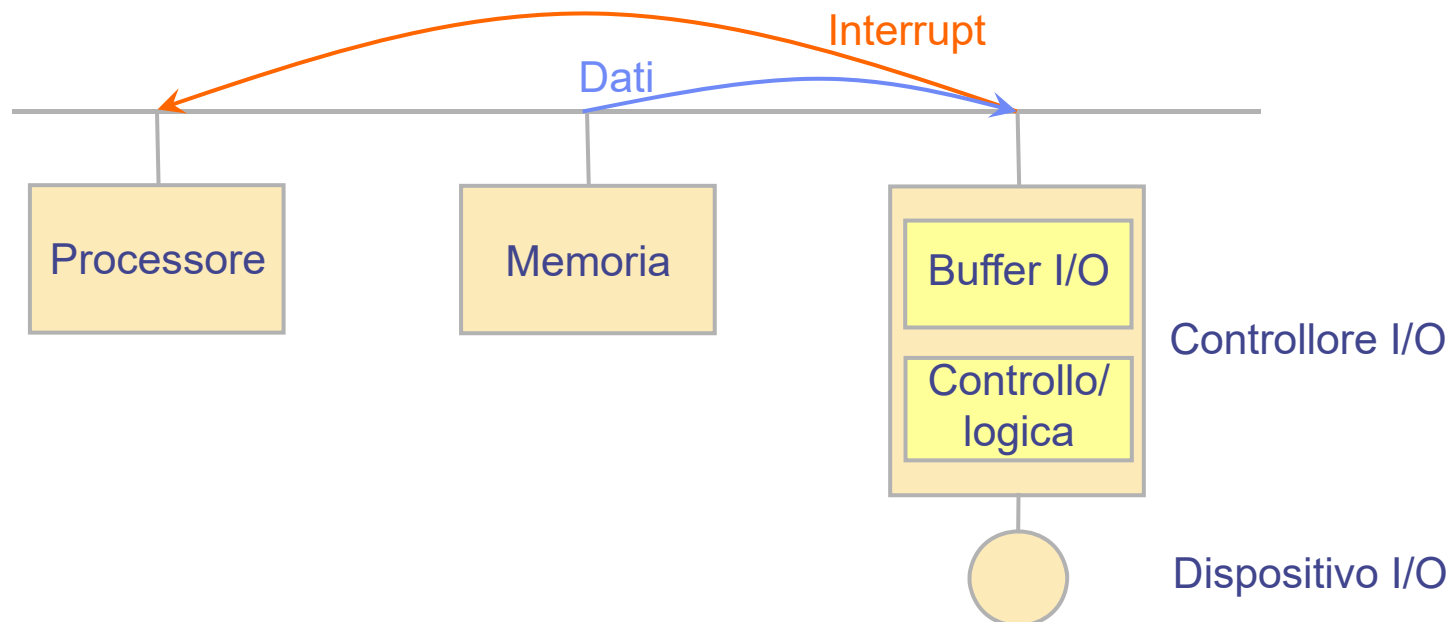 Interrupt
Dati
Processore
Memoria
Buffer I/O
Controllore I/O
Controllo/
logica
Dispositivo I/O